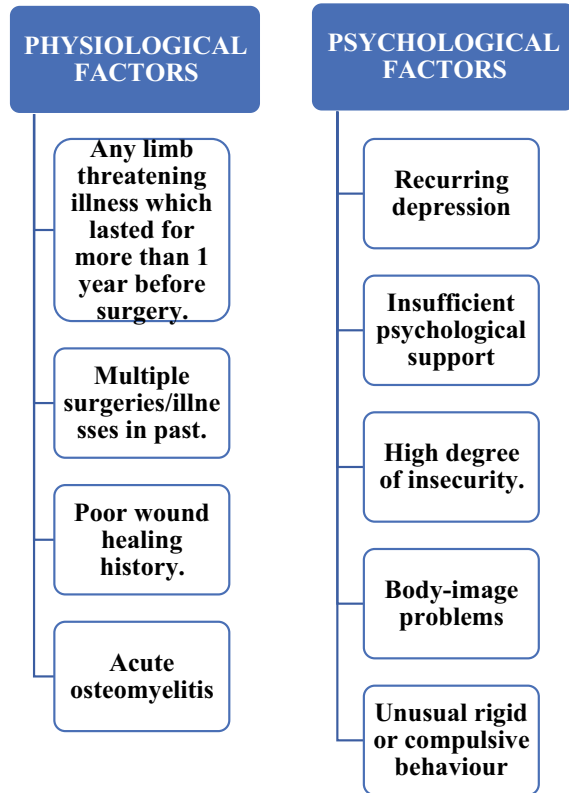 PHYSIOLOGICAL
FACTORS
Any limb
threatening
illness which
lasted for
more than 1
year before
surgery.
Multiple
surgeries/illne
sses in past.
Poor wound
healing
history.
Acute
osteomyelitis
PSYCHOLOGICAL
FACTORS
Recurring
depression
Insufficient
psychological
support
High degree
of insecurity.
Body-image
problems
Unusual rigid
or compulsive
behaviour